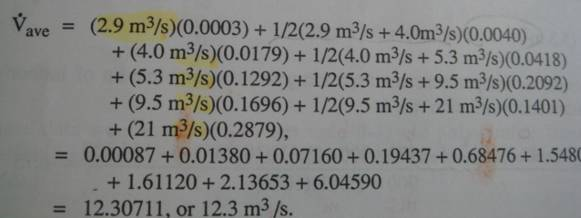 V̇ave = (2.9 m³/s)(0.0003) + 1/2(2.9 m³/s + 4.0m³/s)(0.0040)
+ (4.0 m³/s)(0.0179) + 1/2(4.0 m³/s + 5.3 m³/s)(0.0418)
+ (5.3 m³/s)(0.1292) + 1/2(5.3 m³/s + 9.5 m³/s)(0.2092)
+ (9.5 m³/s)(0.1696) + 1/2(9.5 m³/s + 21 m³/s)(0.1401)
+ (21 m³/s)(0.2879),
= 0.00087 + 0.01380 + 0.07160 + 0.19437 + 0.68476 + 1.5480
+ 1.61120 + 2.13653 + 6.04590
= 12.30711, or 12.3 m³/s.